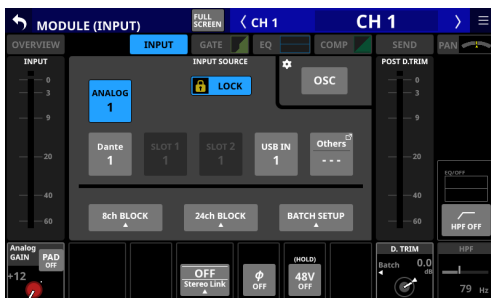 MODULE (INPUT)
FULL
SCREEN
CH 1
CH 1
OVERVIEW
INPUT
GATE
EQ
COMP
SEND
PAN
INPUT
INPUT SOURCE
POST D.TRIM
0
3
9
20
40
60
ANALOG
1
LOCK
OSC
Dante
1
SLOT 1
1
SLOT 2
1
USB IN
1
Others
---
8ch BLOCK
24ch BLOCK
BATCH SETUP
0
3
9
20
40
60
EQ/OFF
HPF OFF
Analog
GAIN
PAD
OFF
+12
OFF
Stereo Link
ϕ
OFF
(HOLD)
48V
OFF
D. TRIM
Batch
0.0
dB
HPF
79 Hz